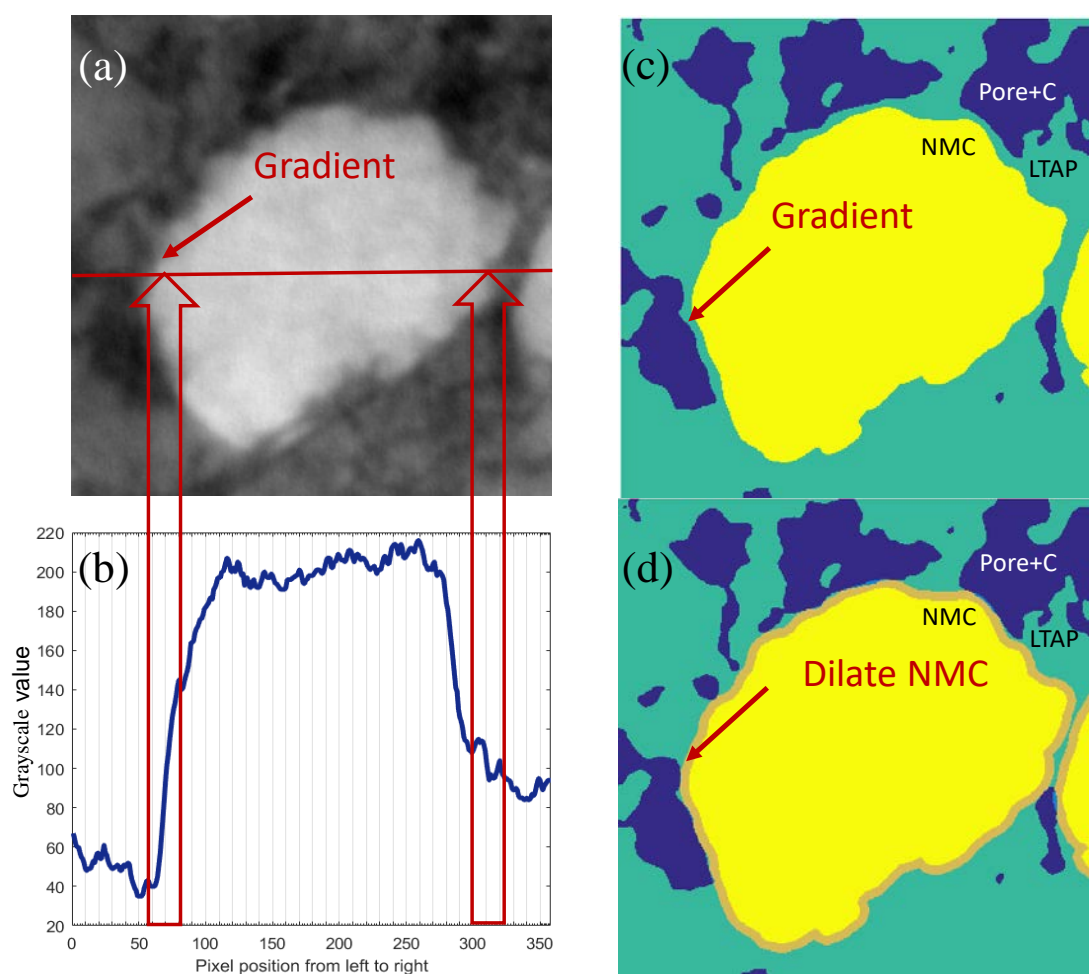 (a)
Gradient
(b)
Grayscale value
220
200
180
160
140
120
100
80
60
40
20
0 50 100 150 200 250 300 350
Pixel position from left to right
(c)
Pore+C
NMC
LTAP
Gradient
(d)
Pore+C
NMC
LTAP
Dilate NMC